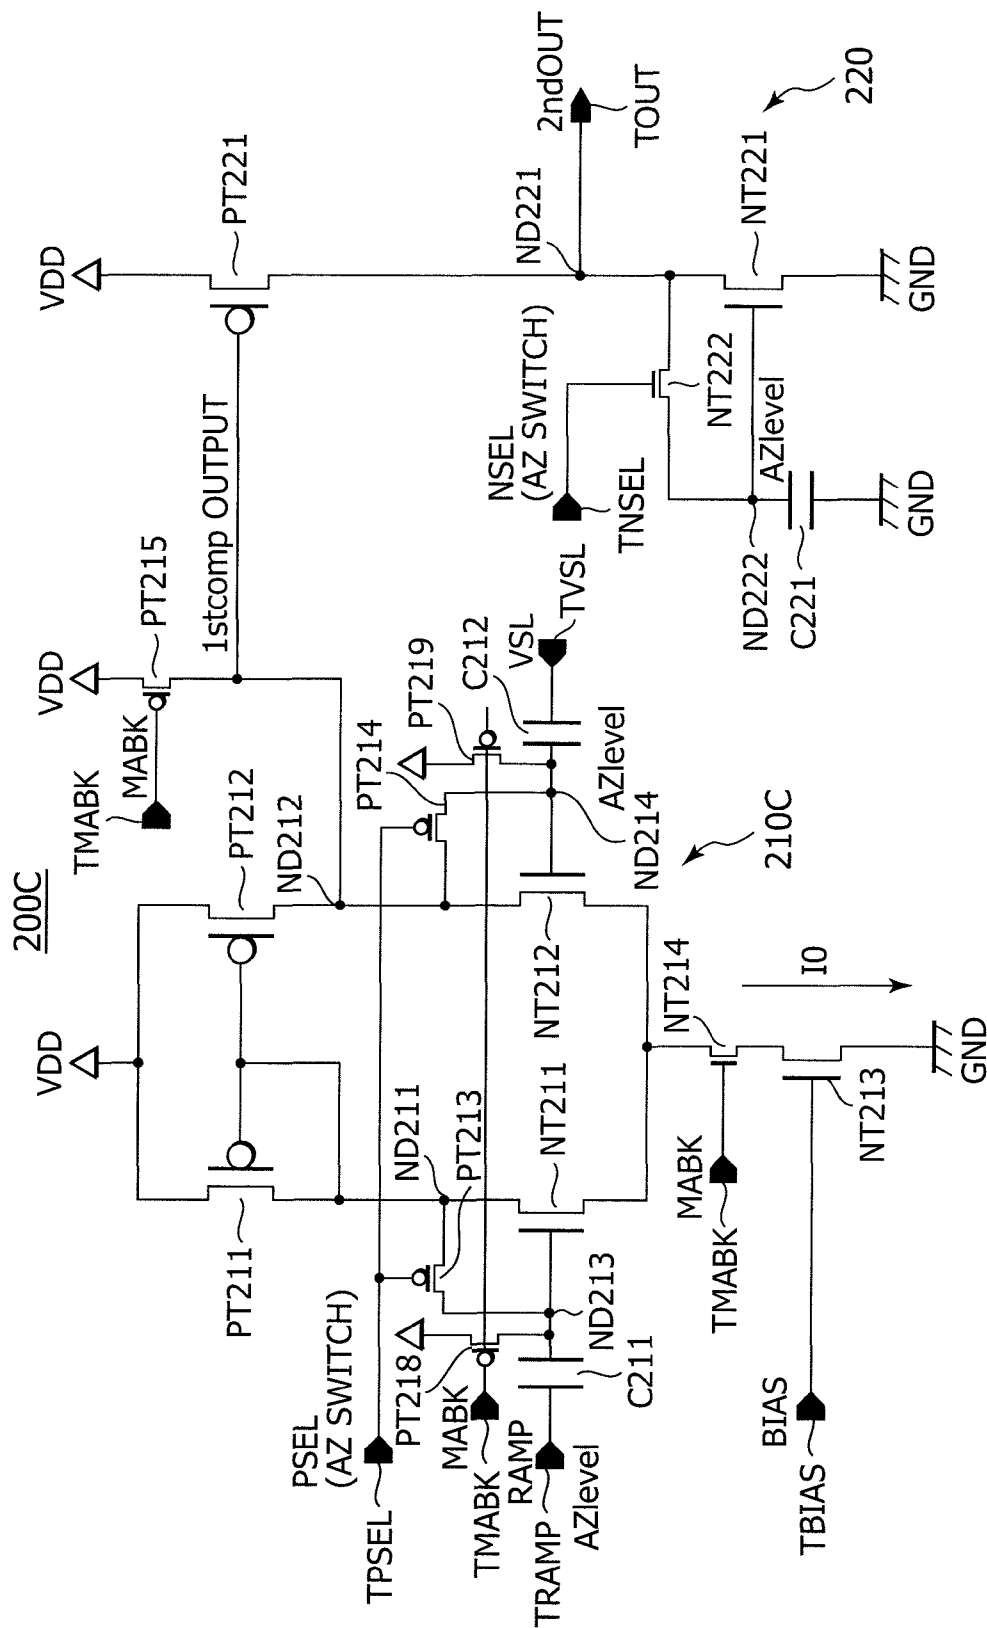 200C
VDD
VDD
VDD
TMABK
MABK
PT215
PT211
PT212
PT221
1stcomp OUTPUT
ND212
PSEL
(AZ SWITCH)
TPSEL
PT218
PT213
ND211
PT214
PT219
C212
MABK
TMABK
RAMP
TRAMP
AZlevel
C211
ND213
NT211
NT212
ND214
AZlevel
VSL
TVSL
210C
NSEL
(AZ SWITCH)
TNSEL
NT222
ND221
2ndOUT
TOUT
ND222
AZlevel
C221
NT221
220
GND
GND
MABK
TMABK
NT214
I0
BIAS
TBIAS
NT213
GND